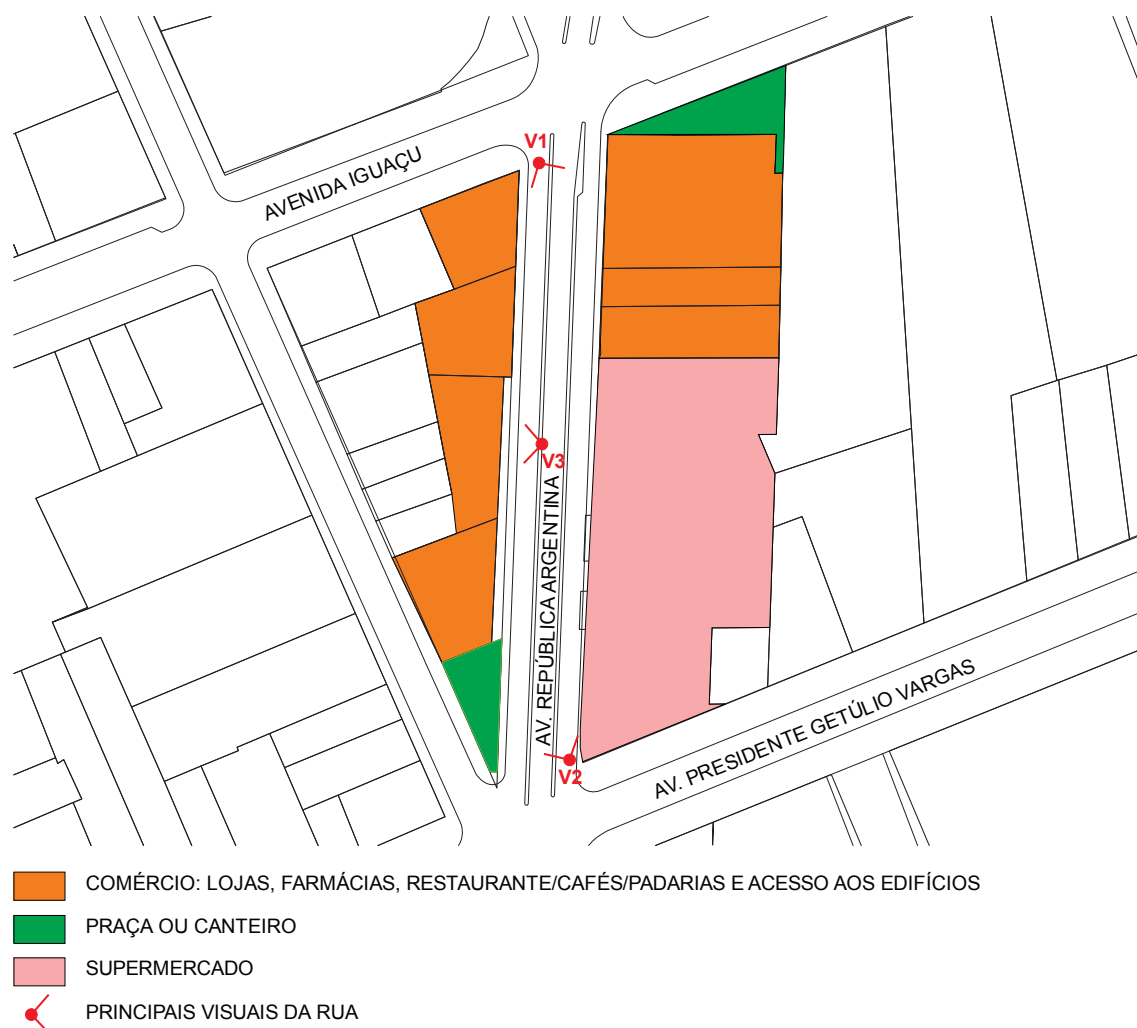 V1
AVENIDA IGUAÇU
V3
AV. REPÚBLICA ARGENTINA
V2
AV. PRESIDENTE GETÚLIO VARGAS
COMÉRCIO: LOJAS, FARMÁCIAS, RESTAURANTE/CAFÉS/PADARIAS E ACESSO AOS EDIFÍCIOS
PRAÇA OU CANTEIRO
SUPERMERCADO
PRINCIPAIS VISUAIS DA RUA